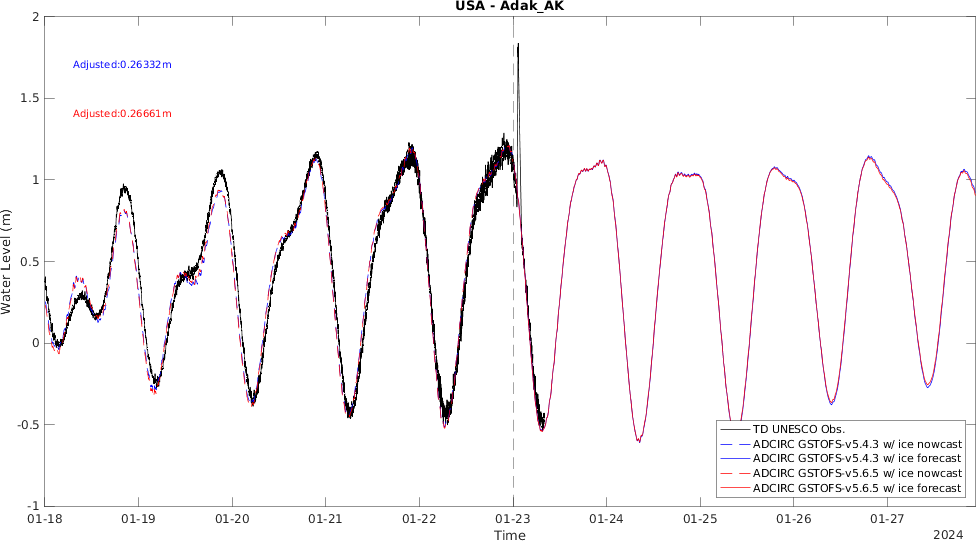 USA - Adak_AK
Adjusted:0.26332m
Adjusted:0.26661m
Water Level (m)
2
1.5
1
0.5
0
-0.5
-1
TD UNESCO Obs.
ADCIRC GSTOFS-v5.4.3 w/ ice nowcast
ADCIRC GSTOFS-v5.4.3 w/ ice forecast
ADCIRC GSTOFS-v5.6.5 w/ ice nowcast
ADCIRC GSTOFS-v5.6.5 w/ ice forecast
01-18 01-19 01-20 01-21 01-22 01-23 01-24 01-25 01-26 01-27
Time
2024